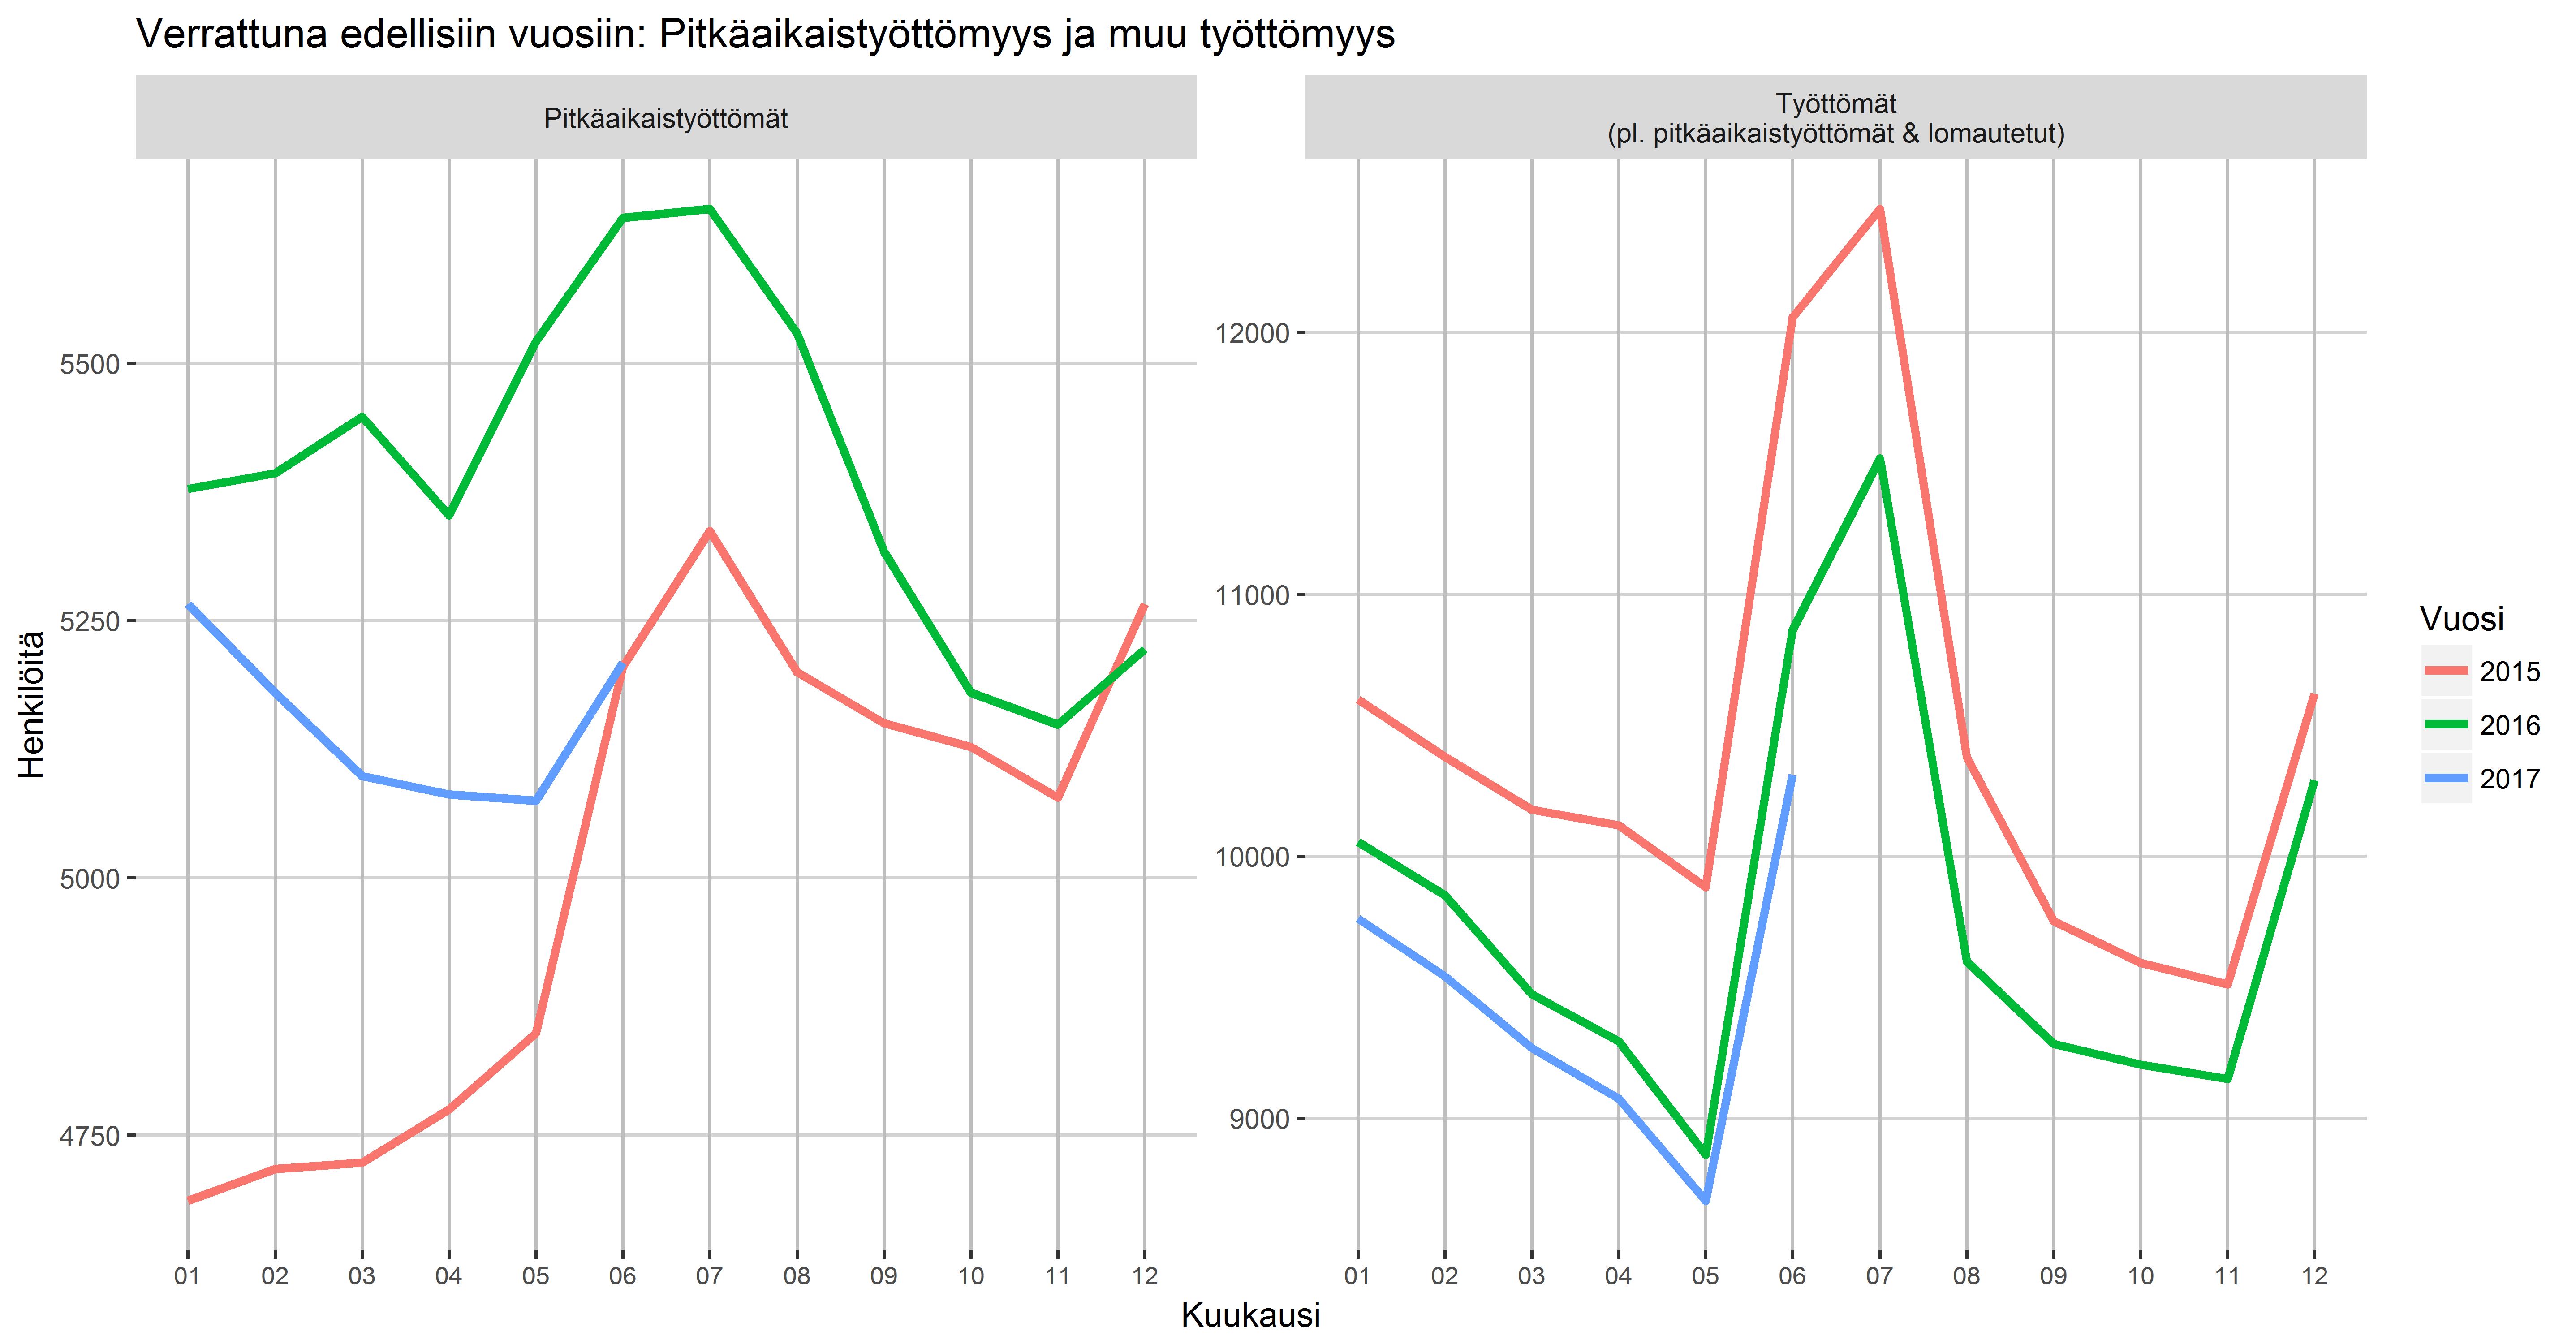 Verrattuna edellisiin vuosiin: Pitkäaikaistyöttömyys ja muu työttömyys
Pitkäaikaistyöttömät
Työttömät
(pl. pitkäaikaistyöttömät & lomautetut)
Henkilöitä
5500
5250
5000
4750
01 02 03 04 05 06 07 08 09 10 11 12
12000
11000
10000
9000
01 02 03 04 05 06 07 08 09 10 11 12
Kuukausi
Vuosi
2015
2016
2017